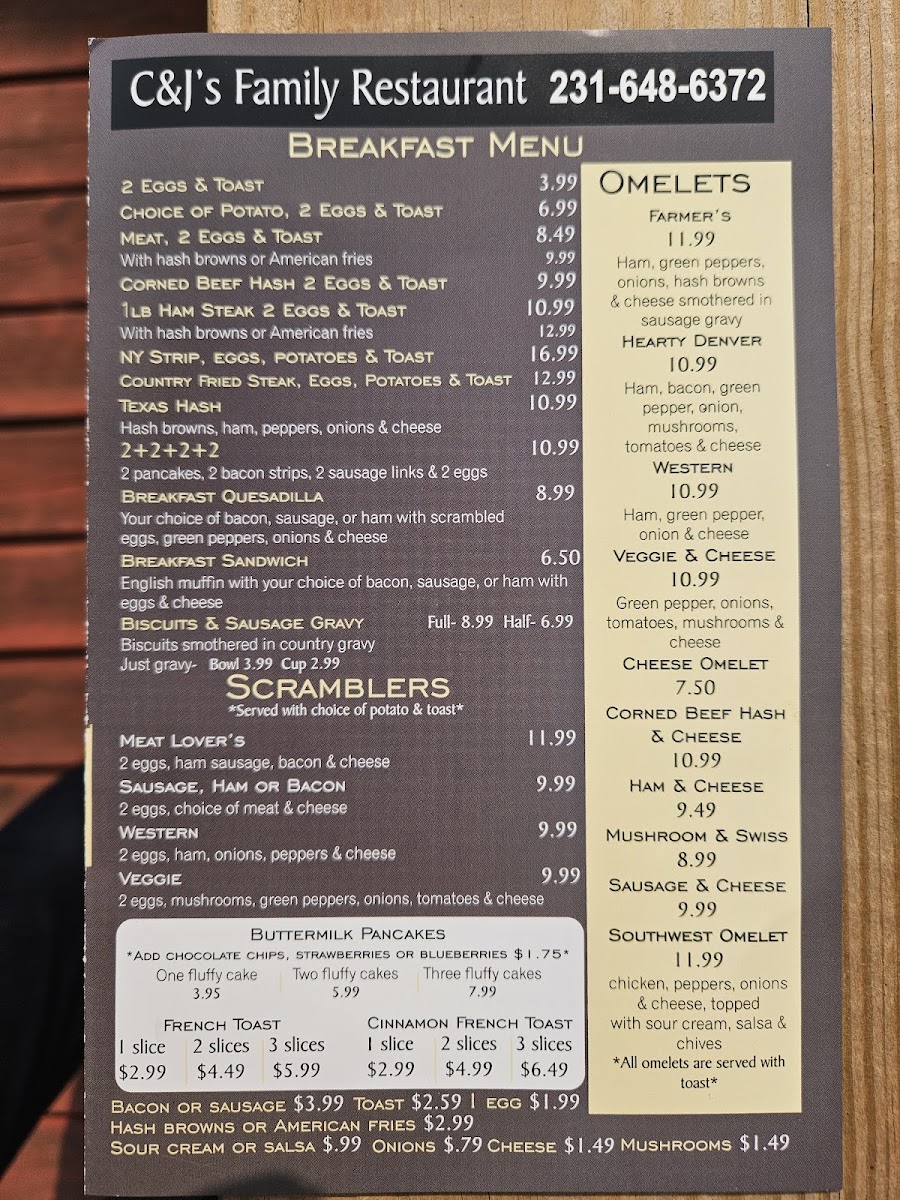 C&J's Family Restaurant 231-648-6372
BREAKFAST MENU
2 EGGS & TOAST 3.99
CHOICE OF POTATO, 2 EGGS & TOAST 6.99
MEAT, 2 EGGS & TOAST 8.49
With hash browns or American fries 9.99
CORNED BEEF HASH 2 EGGS & TOAST 9.99
1LB HAM STEAK 2 EGGS & TOAST 10.99
With hash browns or American fries 12.99
NY STRIP, EGGS, POTATOES & TOAST 16.99
COUNTRY FRIED STEAK, EGGS, POTATOES & TOAST 12.99
TEXAS HASH 10.99
Hash browns, ham, peppers, onions & cheese
2+2+2+2 10.99
2 pancakes, 2 bacon strips, 2 sausage links & 2 eggs
BREAKFAST QUESADILLA 8.99
Your choice of bacon, sausage, or ham with scrambled
eggs, green peppers, onions & cheese
BREAKFAST SANDWICH 6.50
English muffin with your choice of bacon, sausage, or ham with
eggs & cheese
BISCUITS & SAUSAGE GRAVY Full- 8.99 Half- 6.99
Biscuits smothered in country gravy
Just gravy- Bowl 3.99 Cup 2.99
SCRAMBLERS
*Served with choice of potato & toast*
MEAT LOVER'S 11.99
2 eggs, ham sausage, bacon & cheese
SAUSAGE, HAM OR BACON 9.99
2 eggs, choice of meat & cheese
WESTERN 9.99
2 eggs, ham, onions, peppers & cheese
VEGGIE 9.99
2 eggs, mushrooms, green peppers, onions, tomatoes & cheese
BUTTERMILK PANCAKES
*ADD CHOCOLATE CHIPS, STRAWBERRIES OR BLUEBERRIES $1.75*
One fluffy cake Two fluffy cakes Three fluffy cakes
3.95 5.99 7.99
FRENCH TOAST CINNAMON FRENCH TOAST
1 slice 2 slices 3 slices 1 slice 2 slices 3 slices
$2.99 $4.49 $5.99 $2.99 $4.99 $6.49
OMELETS
FARMER'S
11.99
Ham, green peppers,
onions, hash browns
& cheese smothered in
sausage gravy
HEARTY DENVER
10.99
Ham, bacon, green
pepper, onion,
mushrooms,
tomatoes & cheese
WESTERN
10.99
Ham, green pepper,
onion & cheese
VEGGIE & CHEESE
10.99
Green pepper, onions,
tomatoes, mushrooms &
cheese
CHEESE OMELET
7.50
CORNED BEEF HASH
& CHEESE
10.99
HAM & CHEESE
9.49
MUSHROOM & SWISS
8.99
SAUSAGE & CHEESE
9.99
SOUTHWEST OMELET
11.99
chicken, peppers, onions
& cheese, topped
with sour cream, salsa &
chives
*All omelets are served with
toast*
BACON OR SAUSAGE $3.99 TOAST $2.59 1 EGG $1.99
HASH BROWNS OR AMERICAN FRIES $2.99
SOUR CREAM OR SALSA $.99 ONIONS $.79 CHEESE $1.49 MUSHROOMS $1.49